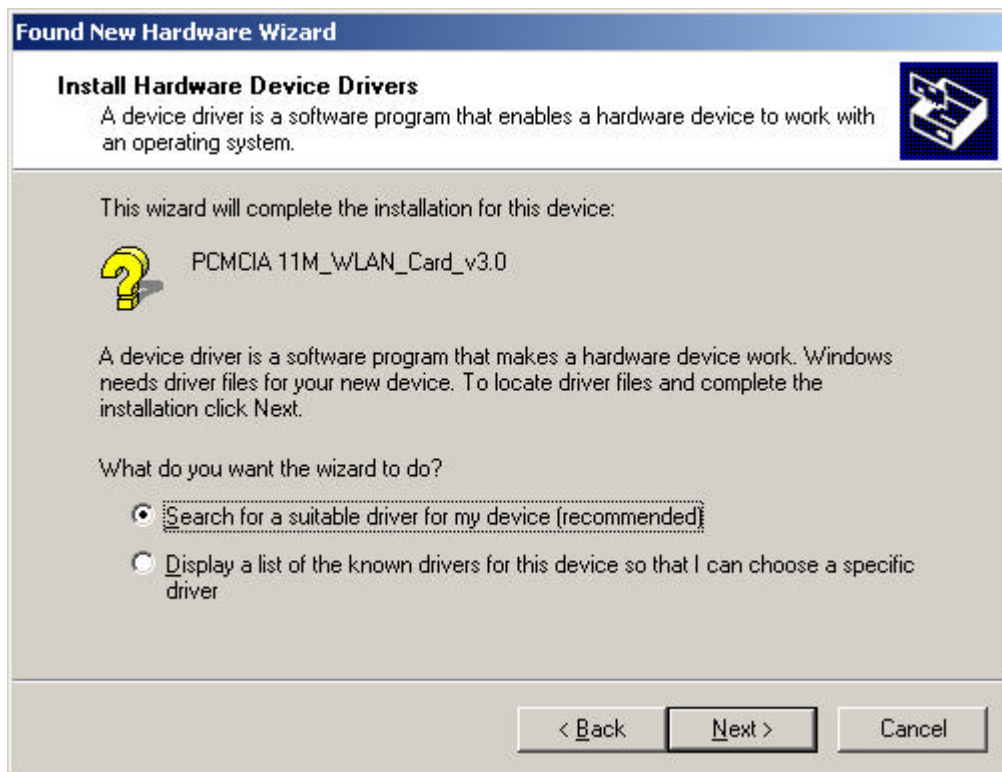 Found New Hardware Wizard
Install Hardware Device Drivers
A device driver is a software program that enables a hardware device to work with
an operating system.
This wizard will complete the installation for this device:
PCMCIA 11M_WLAN_Card_v3.0
A device driver is a software program that makes a hardware device work. Windows
needs driver files for your new device. To locate driver files and complete the
installation click Next.
What do you want the wizard to do?
Search for a suitable driver for my device (recommended)
Display a list of the known drivers for this device so that I can choose a specific
driver
< Back Next > Cancel